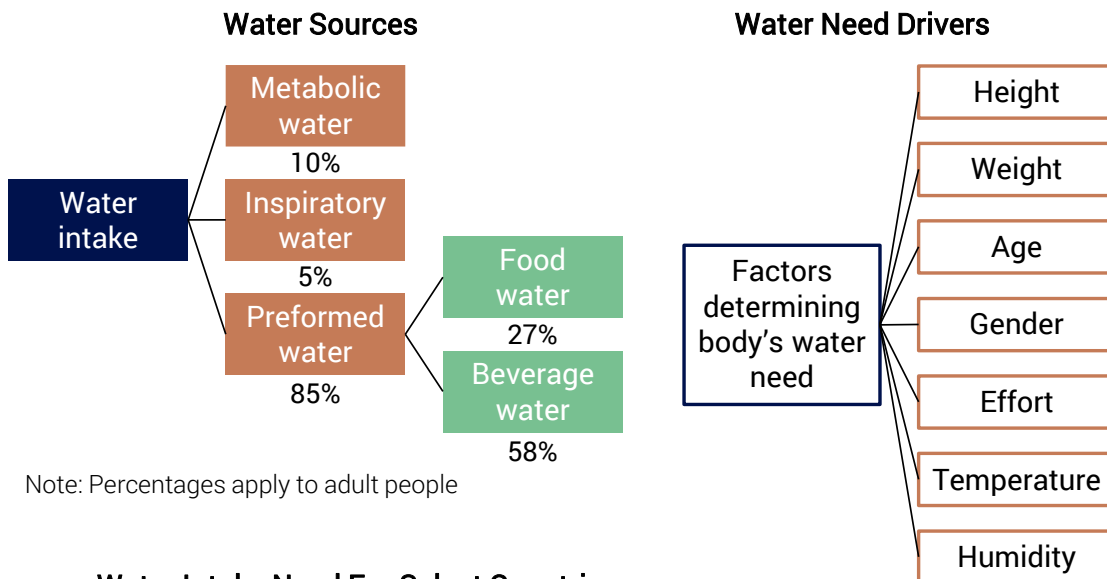 Water Sources
Metabolic
water
10%
Water
intake
Inspiratory
water
5%
Preformed
water
85%
Food
water
27%
Beverage
water
58%
Note: Percentages apply to adult people
Water Need Drivers
Factors
determining
body's water
need
Height
Weight
Age
Gender
Effort
Temperature
Humidity